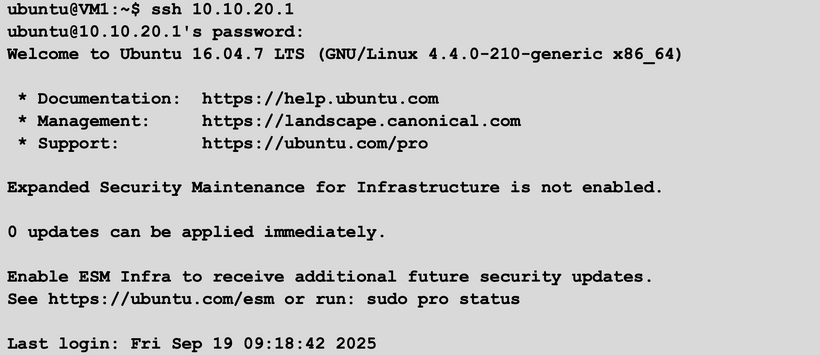 ubuntu@VM1:~$ ssh 10.10.20.1
ubuntu@10.10.20.1's password:
Welcome to Ubuntu 16.04.7 LTS (GNU/Linux 4.4.0-210-generic x86_64)
* Documentation:  https://help.ubuntu.com
* Management:     https://landscape.canonical.com
* Support:        https://ubuntu.com/pro
Expanded Security Maintenance for Infrastructure is not enabled.
0 updates can be applied immediately.
Enable ESM Infra to receive additional future security updates.
See https://ubuntu.com/esm or run: sudo pro status
Last login: Fri Sep 19 09:18:42 2025